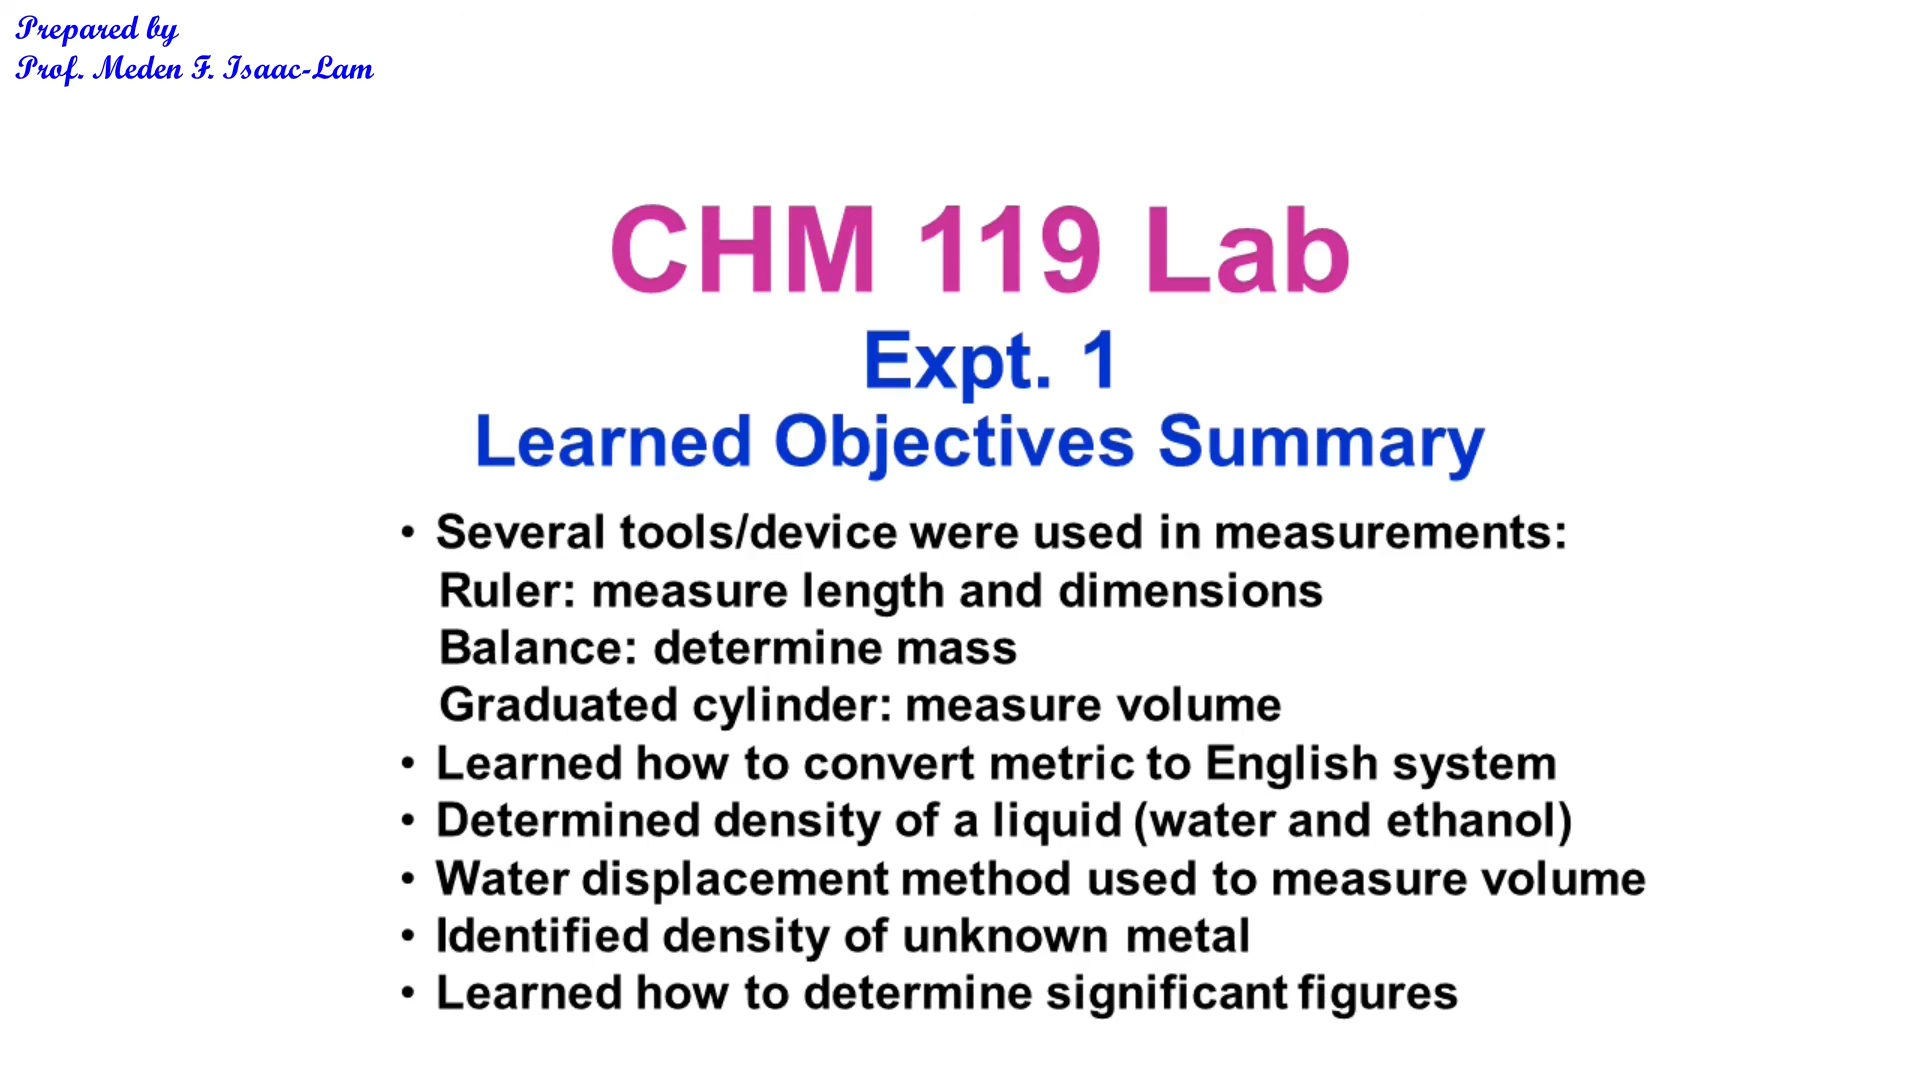 Prepared by
Prof. Meden F. Isaac-Lam
CHM 119 Lab
Expt. 1
Learned Objectives Summary
• Several tools/device were used in measurements:
Ruler: measure length and dimensions
Balance: determine mass
Graduated cylinder: measure volume
• Learned how to convert metric to English system
• Determined density of a liquid (water and ethanol)
• Water displacement method used to measure volume
• Identified density of unknown metal
• Learned how to determine significant figures